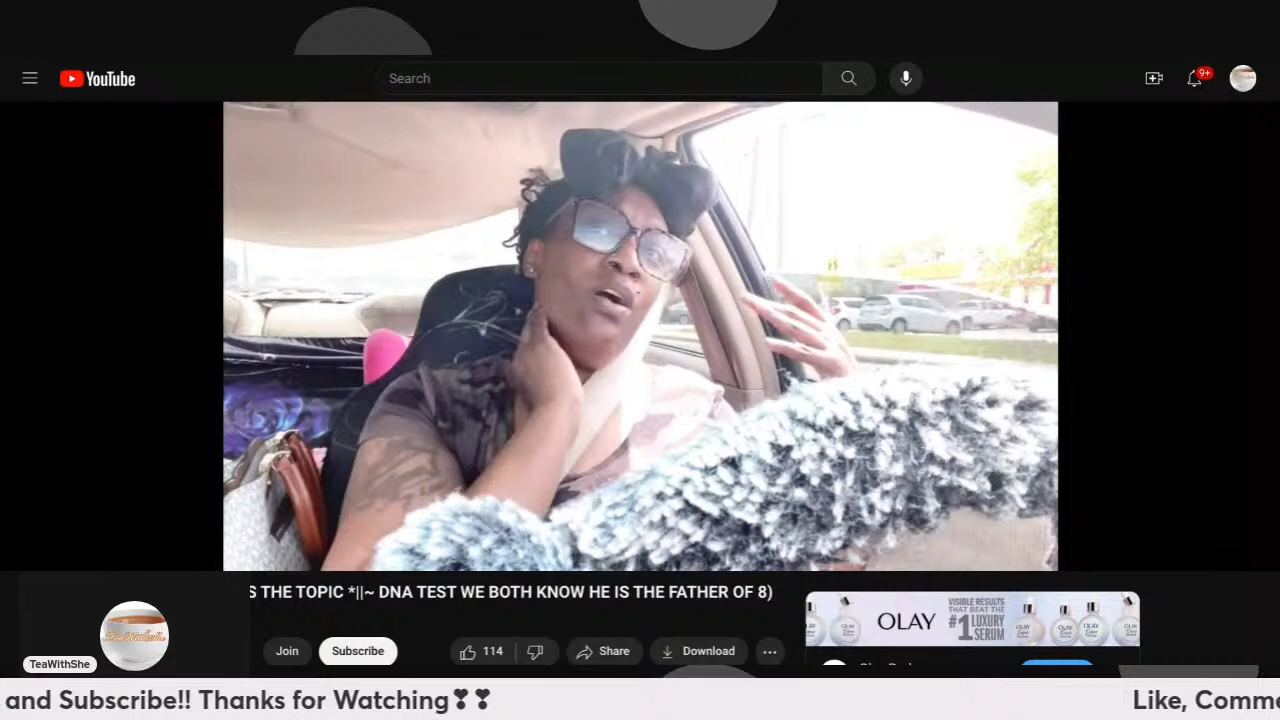 YouTube
Search
9+
S THE TOPIC *||~ DNA TEST WE BOTH KNOW HE IS THE FATHER OF 8)
OLAY
VISIBLE RESULTS
THAT BEAT THE
#1 LUXURY
SERUM
TeaWithShe
TeaWithShe
Join
Subscribe
114
Share
Download
and Subscribe!! Thanks for Watching❣❣
Like, Comme